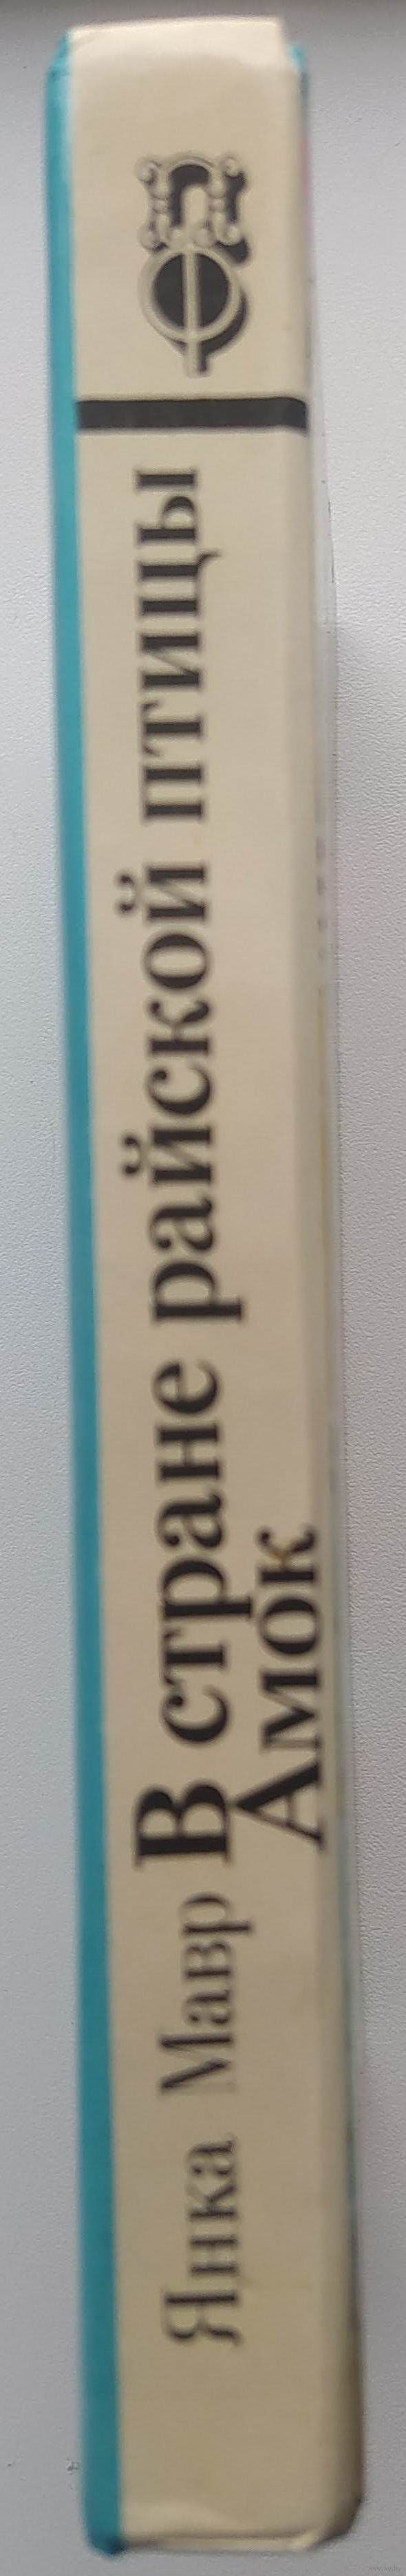 Янка Мавр
В стране райской птицы
Амок